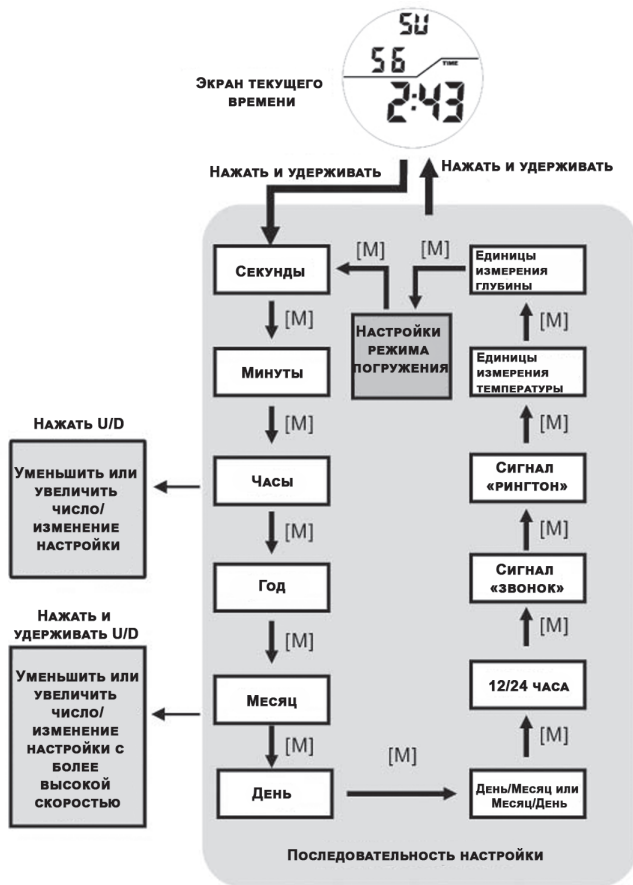 SU
56
TIME
2:43
Экран текущего
времени
Нажать и удерживать
Нажать и удерживать
Секунды
[M]
[M]
Единицы
измерения
глубины
Настройки
режима
погружения
[M]
[M]
Минуты
Единицы
измерения
температуры
Нажать U/D
[M]
[M]
Уменьшить или
увеличить
число/
изменение
настройки
Часы
Сигнал
«рингтон»
[M]
[M]
Год
Сигнал
«звонок»
Нажать и
удерживать U/D
[M]
[M]
Уменьшить или
увеличить
число/
изменение
настройки с
более
высокой
скоростью
Месяц
12/24 часа
[M]
[M]
[M]
День
День/Месяц или
Месяц/День
Последовательность настройки